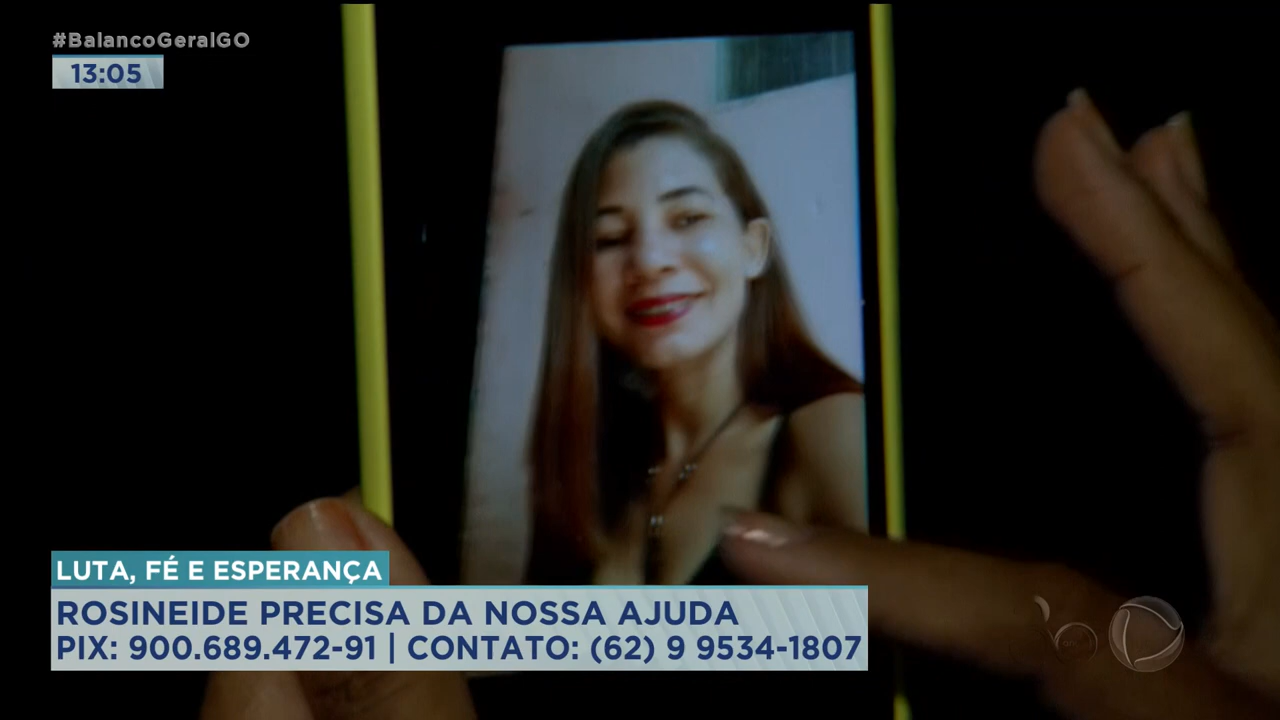 #BalancoGeralGO
13:05
LUTA, FÉ E ESPERANÇA
ROSINEIDE PRECISA DA NOSSA AJUDA
PIX: 900.689.472-91 | CONTATO: (62) 9 9534-1807